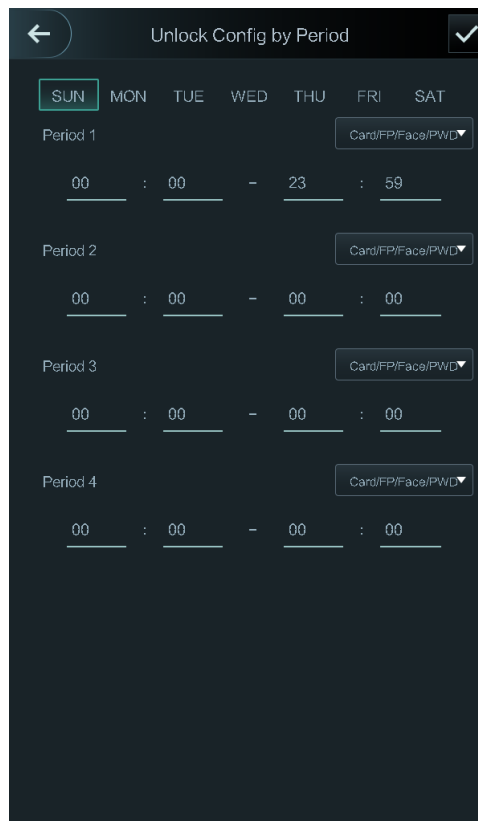 Unlock Config by Period
SUN MON TUE WED THU FRI SAT
Period 1 Card/FP/Face/PWD
00 : 00 – 23 : 59
Period 2 Card/FP/Face/PWD
00 : 00 – 00 : 00
Period 3 Card/FP/Face/PWD
00 : 00 – 00 : 00
Period 4 Card/FP/Face/PWD
00 : 00 – 00 : 00